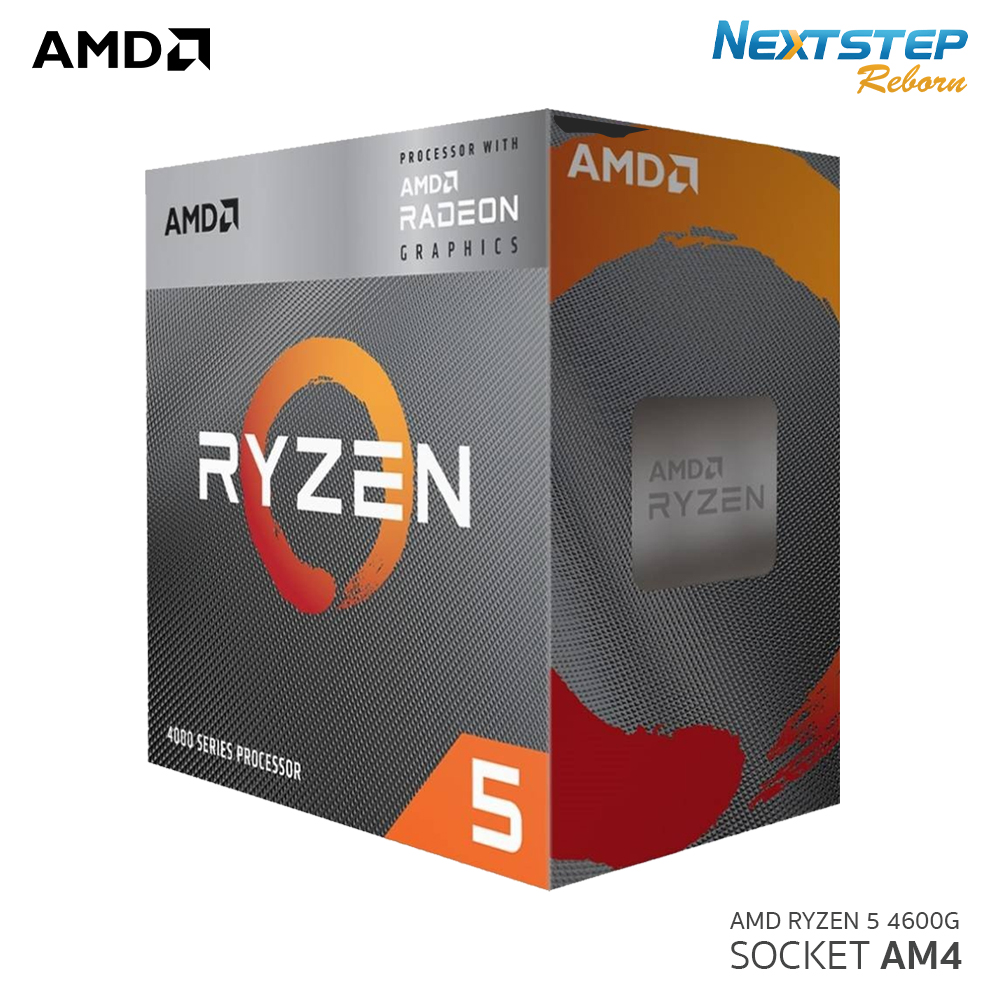 AMD
NEXTSTEP
Reborn
PROCESSOR WITH
AMD
RADEON
GRAPHICS
AMD
RYZEN
4000 SERIES PROCESSOR
5
AMD
AMD
RYZEN
AMD RYZEN 5 4600G
SOCKET AM4